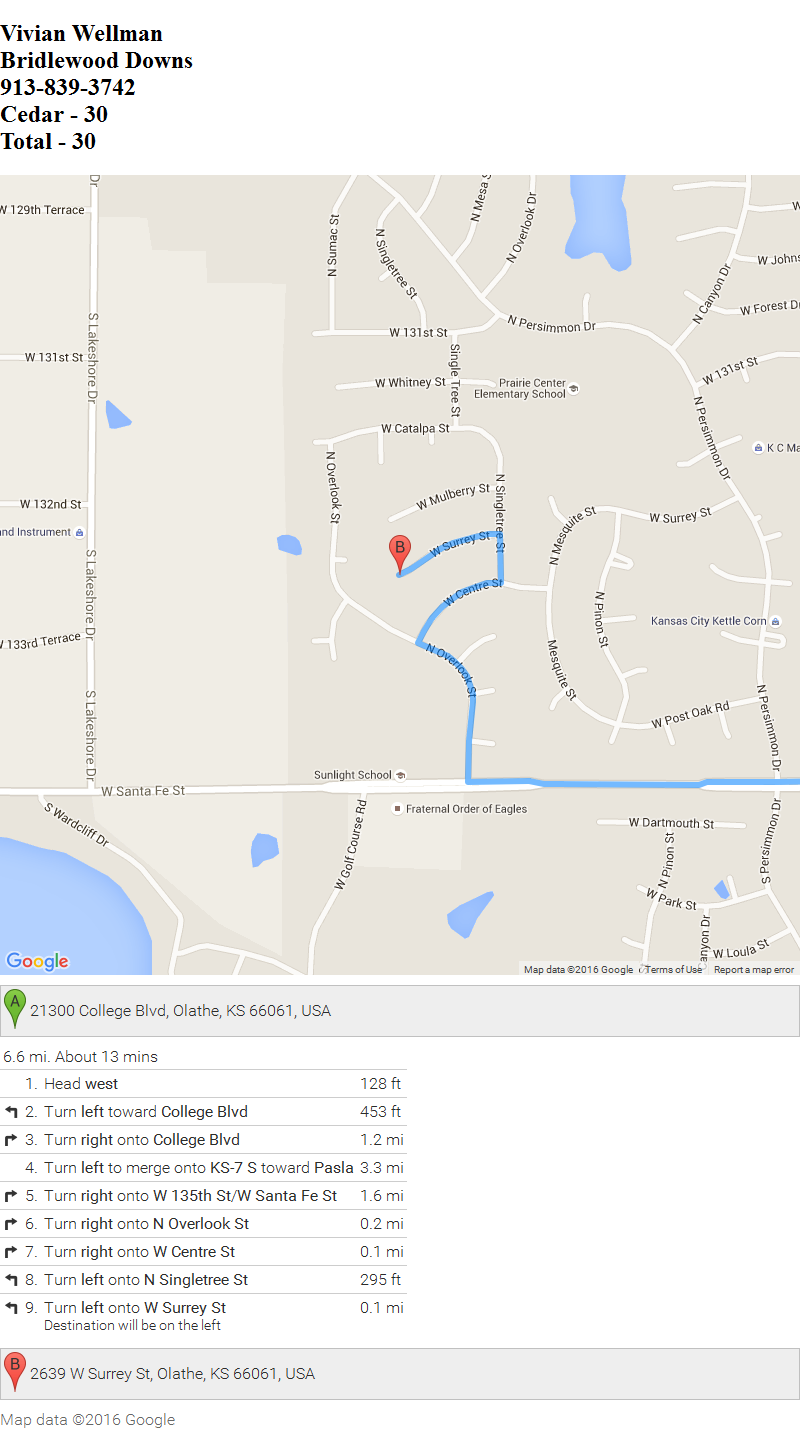 Vivian Wellman
Bridlewood Downs
913-839-3742
Cedar - 30
Total - 30
Dr
W 129th Terrace
N Sumac St
N Singletree St
N Mesa S
N Overlook Dr
W Johns
N Canyon Dr
W Forest Dr
S Lakeshore Dr
N Persimmon Dr
W 131st St
W 131st St
W 131st St
Single Tree St
W Whitney St
Prairie Center
Elementary School
N Persimmon Dr
W Catalpa St
K C Ma
N Overlook St
N Singletree St
W Mulberry St
W 132nd St
nd Instrument
N Mesquite St
W Surrey St
B
W Surrey St
S Lakeshore Dr
W Centre St
N Pinon St
Kansas City Kettle Corn
W 133rd Terrace
N Overlook St
Mesquite St
S Lakeshore Dr
W Post Oak Rd
N Persimmon Dr
Sunlight School
W Santa Fe St
S Wardcliff Dr
W Golf Course Rd
Fraternal Order of Eagles
W Dartmouth St
N Pinon St
S Persimmon Dr
W Park St
anyon Dr
W Loula St
Google
Map data ©2016 Google
Terms of Use
Report a map error
A
21300 College Blvd, Olathe, KS 66061, USA
6.6 mi. About 13 mins
1. Head west 128 ft
2. Turn left toward College Blvd 453 ft
3. Turn right onto College Blvd 1.2 mi
4. Turn left to merge onto KS-7 S toward Pasla 3.3 mi
5. Turn right onto W 135th St/W Santa Fe St 1.6 mi
6. Turn right onto N Overlook St 0.2 mi
7. Turn right onto W Centre St 0.1 mi
8. Turn left onto N Singletree St 295 ft
9. Turn left onto W Surrey St 0.1 mi
Destination will be on the left
B
2639 W Surrey St, Olathe, KS 66061, USA
Map data ©2016 Google